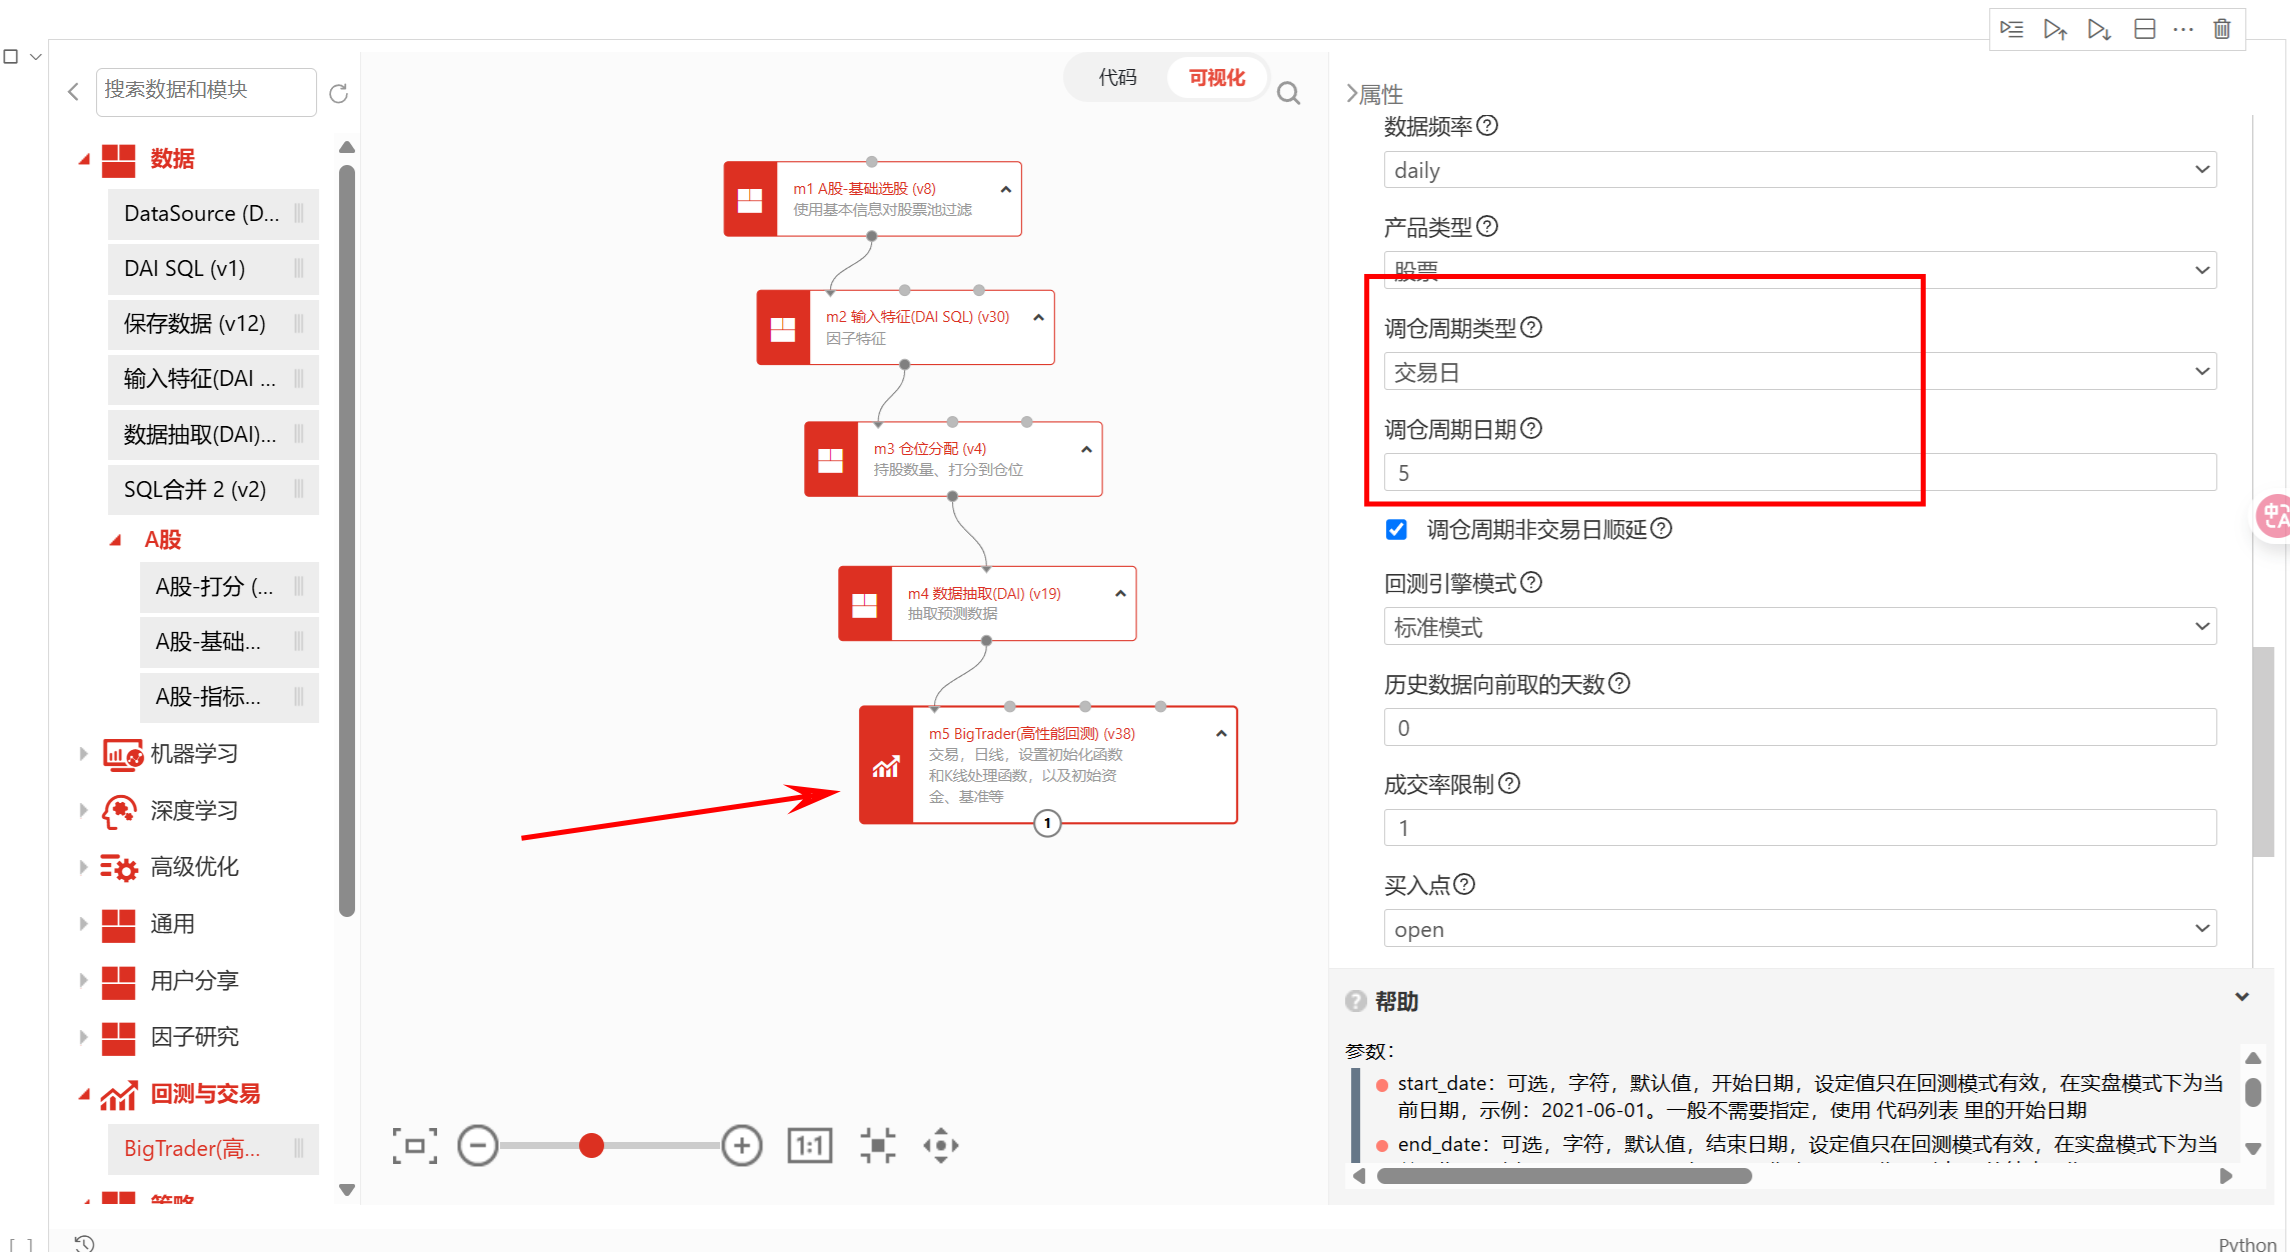 搜索数据和模块
数据
DataSource (D...
DAI SQL (v1)
保存数据 (v12)
输入特征(DAI ...
数据抽取(DAI)...
SQL合并 2 (v2)
A股
A股-打分 (...
A股-基础...
A股-指标...
机器学习
深度学习
高级优化
通用
用户分享
因子研究
回测与交易
BigTrader(高...
策略
代码
可视化
m1 A股-基础选股 (v8)
使用基本信息对股票池过滤
m2 输入特征(DAI SQL) (v30)
因子特征
m3 仓位分配 (v4)
持股数量、打分到仓位
m4 数据抽取(DAI) (v19)
抽取预测数据
m5 BigTrader(高性能回测) (v38)
交易，日线，设置初始化函数
和K线处理函数，以及初始资
金、基准等
1
1:1
属性
数据频率
daily
产品类型
股票
调仓周期类型
交易日
调仓周期日期
5
调仓周期非交易日顺延
回测引擎模式
标准模式
历史数据向前取的天数
0
成交率限制
1
买入点
open
帮助
参数：
start_date：可选，字符，默认值，开始日期，设定值只在回测模式有效，在实盘模式下为当
前日期，示例：2021-06-01。一般不需要指定，使用 代码列表 里的开始日期
end_date：可选，字符，默认值，结束日期，设定值只在回测模式有效，在实盘模式下为当
中A
[ ]
Python